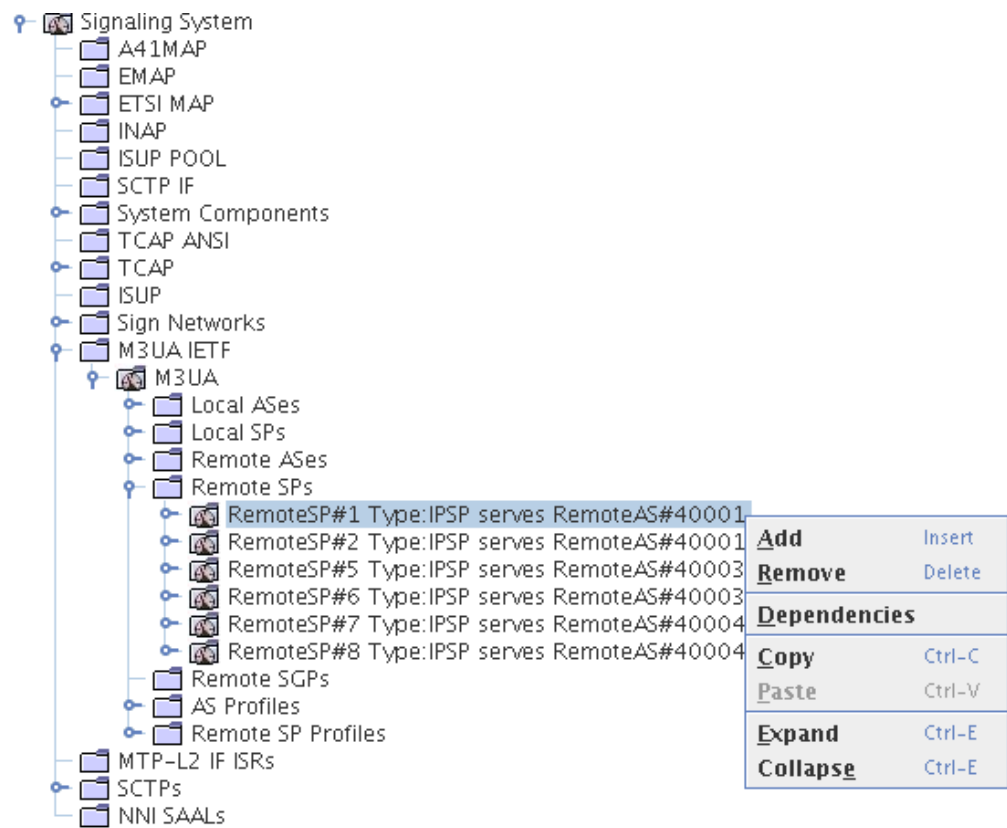 Signaling System
A41MAP
EMAP
ETSI MAP
INAP
ISUP POOL
SCTP IF
System Components
TCAP ANSI
TCAP
ISUP
Sign Networks
M3UA IETF
M3UA
Local ASes
Local SPs
Remote ASes
Remote SPs
RemoteSP#1 Type:IPSP serves RemoteAS#40001
RemoteSP#2 Type:IPSP serves RemoteAS#40001
RemoteSP#5 Type:IPSP serves RemoteAS#40003
RemoteSP#6 Type:IPSP serves RemoteAS#40003
RemoteSP#7 Type:IPSP serves RemoteAS#40004
RemoteSP#8 Type:IPSP serves RemoteAS#40004
Remote SGPs
AS Profiles
Remote SP Profiles
MTP-L2 IF ISRs
SCTPs
NNI SAALs
Add Insert
Remove Delete
Dependencies
Copy Ctrl-C
Paste Ctrl-V
Expand Ctrl-E
Collapse Ctrl-E